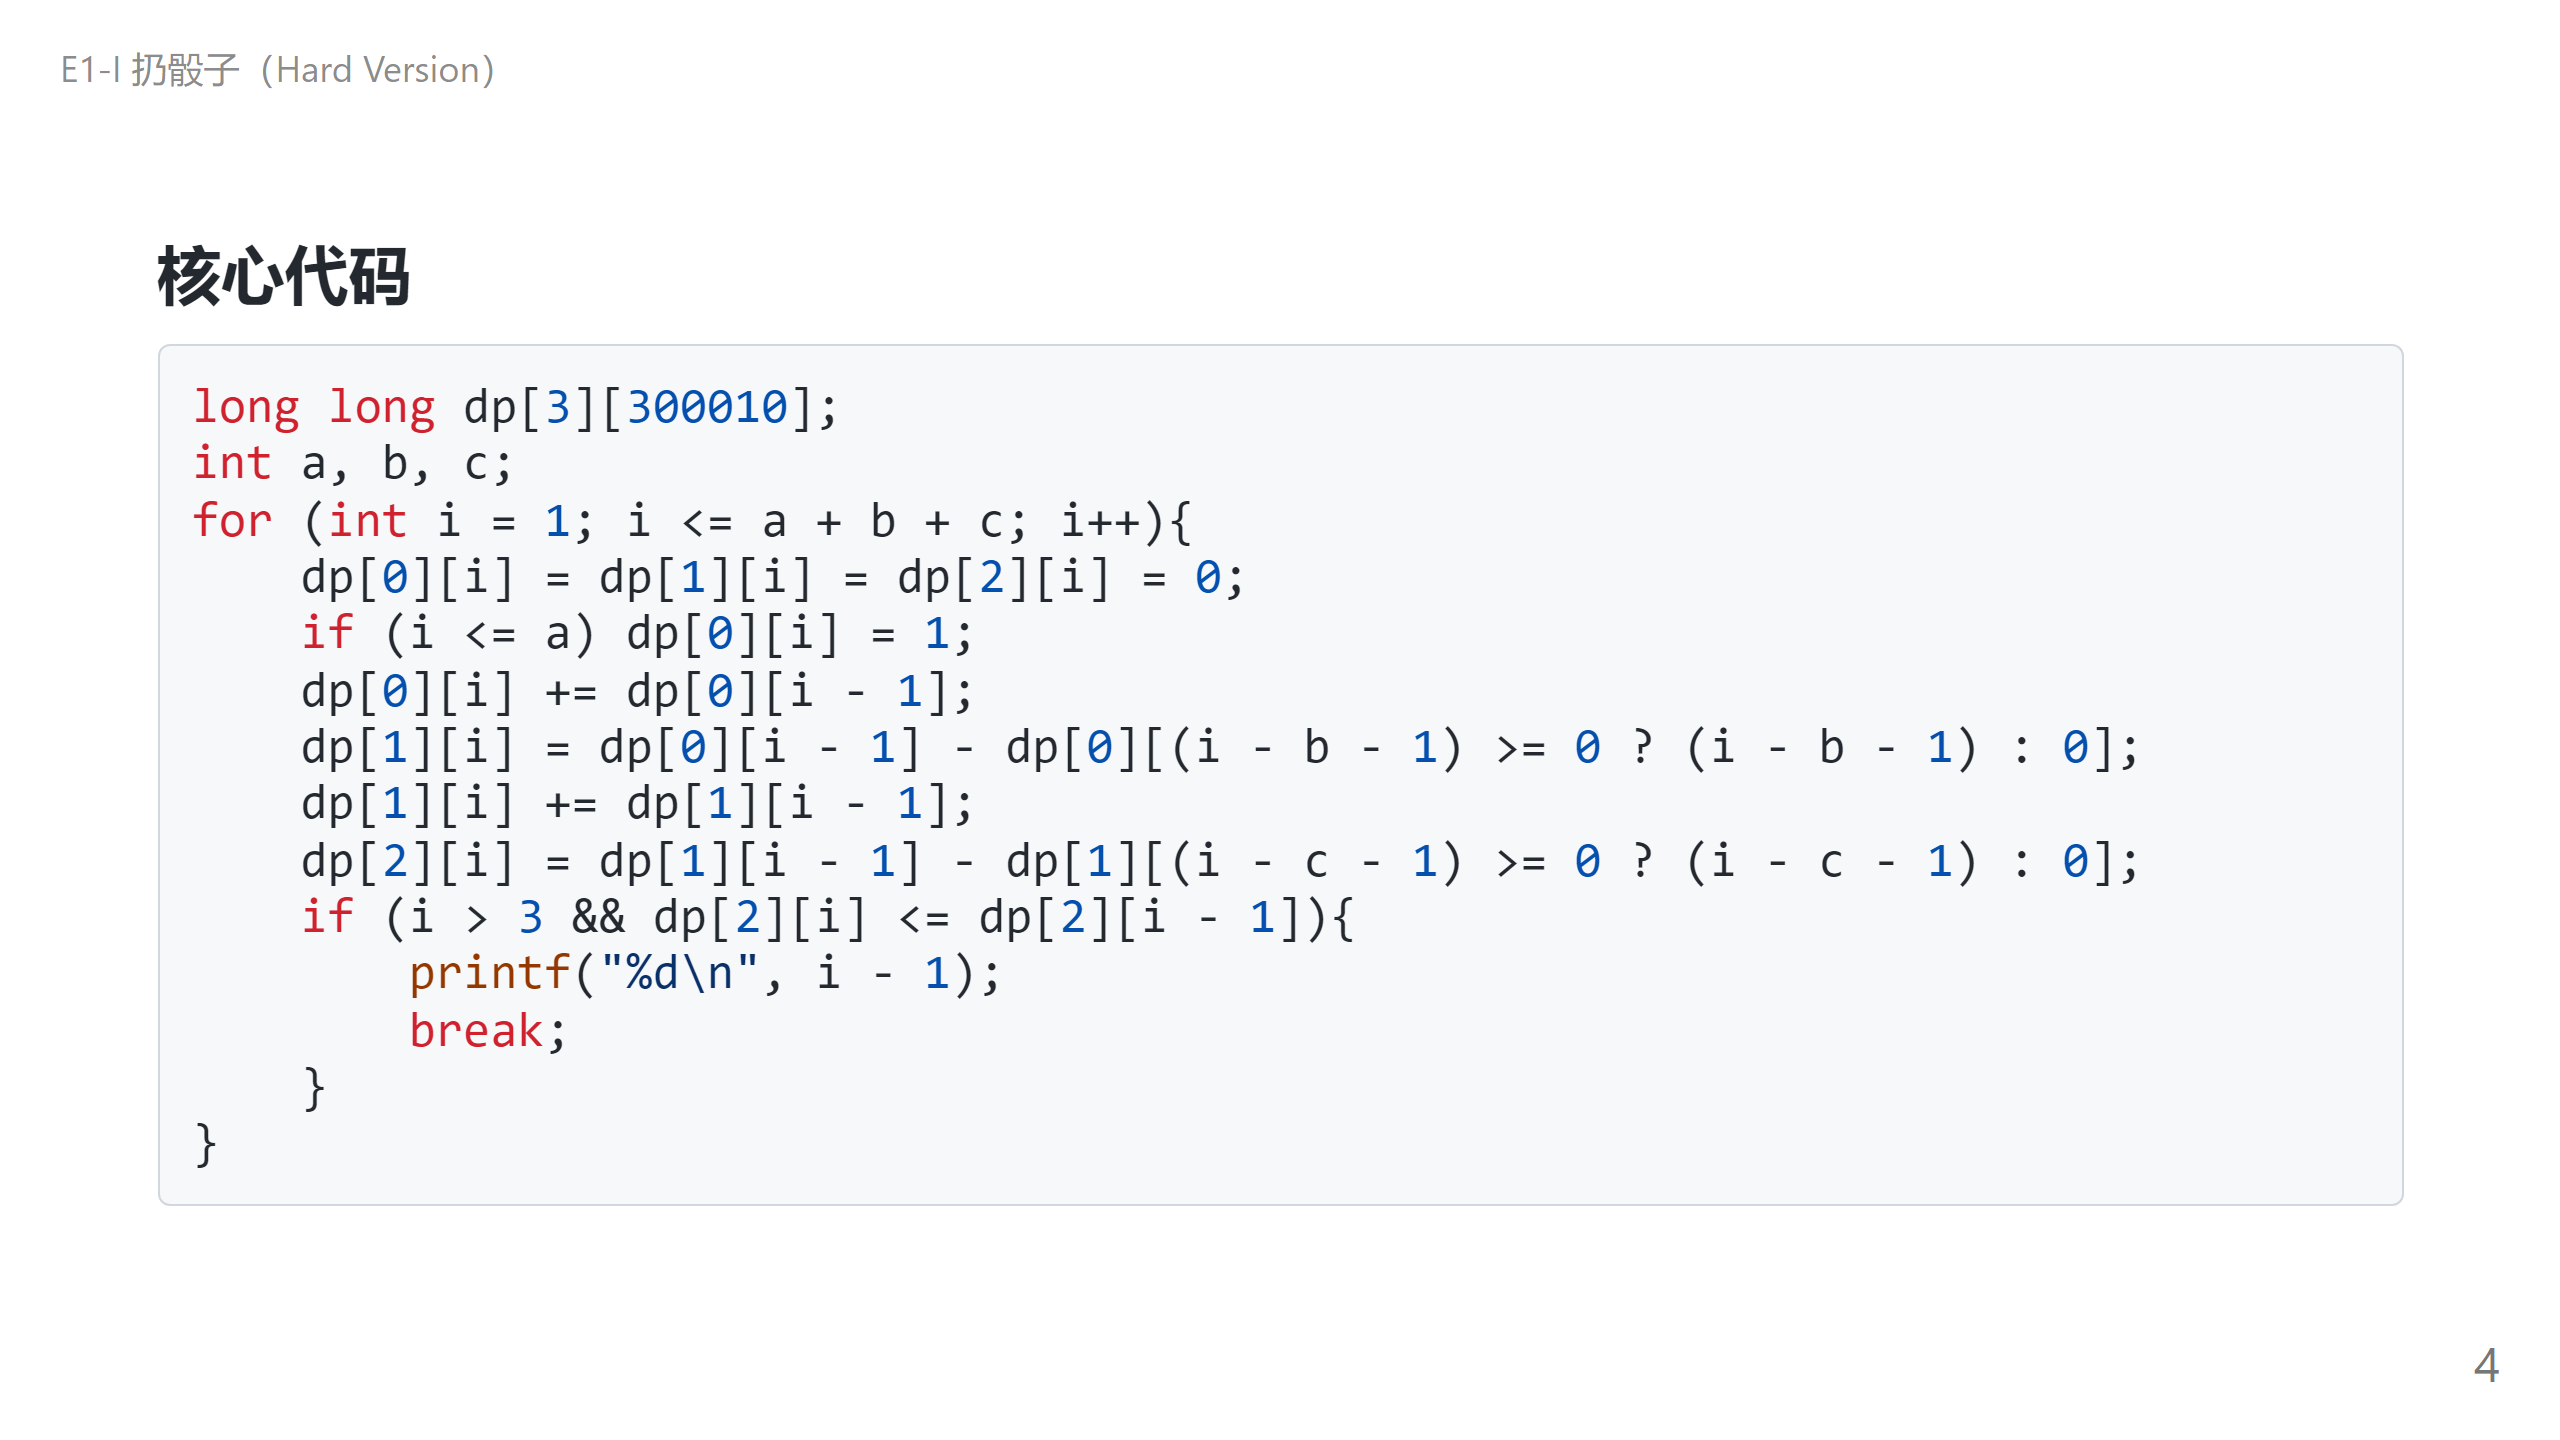 E1-I 扔骰子（Hard Version）
核心代码
long long dp[3][300010];
int a, b, c;
for (int i = 1; i <= a + b + c; i++){
    dp[0][i] = dp[1][i] = dp[2][i] = 0;
    if (i <= a) dp[0][i] = 1;
    dp[0][i] += dp[0][i - 1];
    dp[1][i] = dp[0][i - 1] - dp[0][(i - b - 1) >= 0 ? (i - b - 1) : 0];
    dp[1][i] += dp[1][i - 1];
    dp[2][i] = dp[1][i - 1] - dp[1][(i - c - 1) >= 0 ? (i - c - 1) : 0];
    if (i > 3 && dp[2][i] <= dp[2][i - 1]){
        printf("%d\n", i - 1);
        break;
    }
}
4